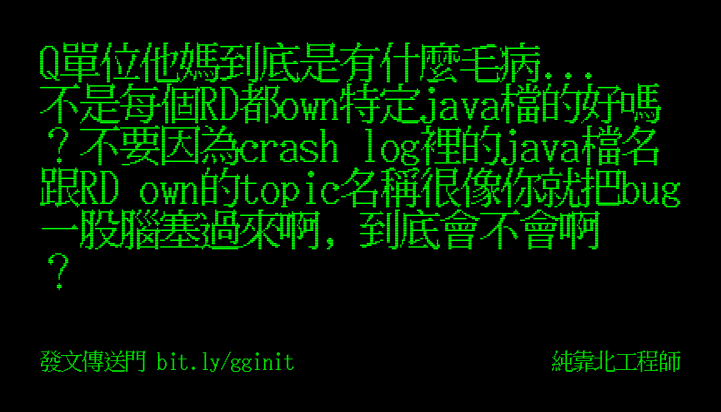 Q單位他媽到底是有什麼毛病...
不是每個RD都own特定java檔的好嗎
？不要因為crash log裡的java檔名
跟RD own的topic名稱很像你就把bug
一股腦塞過來啊，到底會不會啊
？
發文傳送門 bit.ly/gginit
純靠北工程師